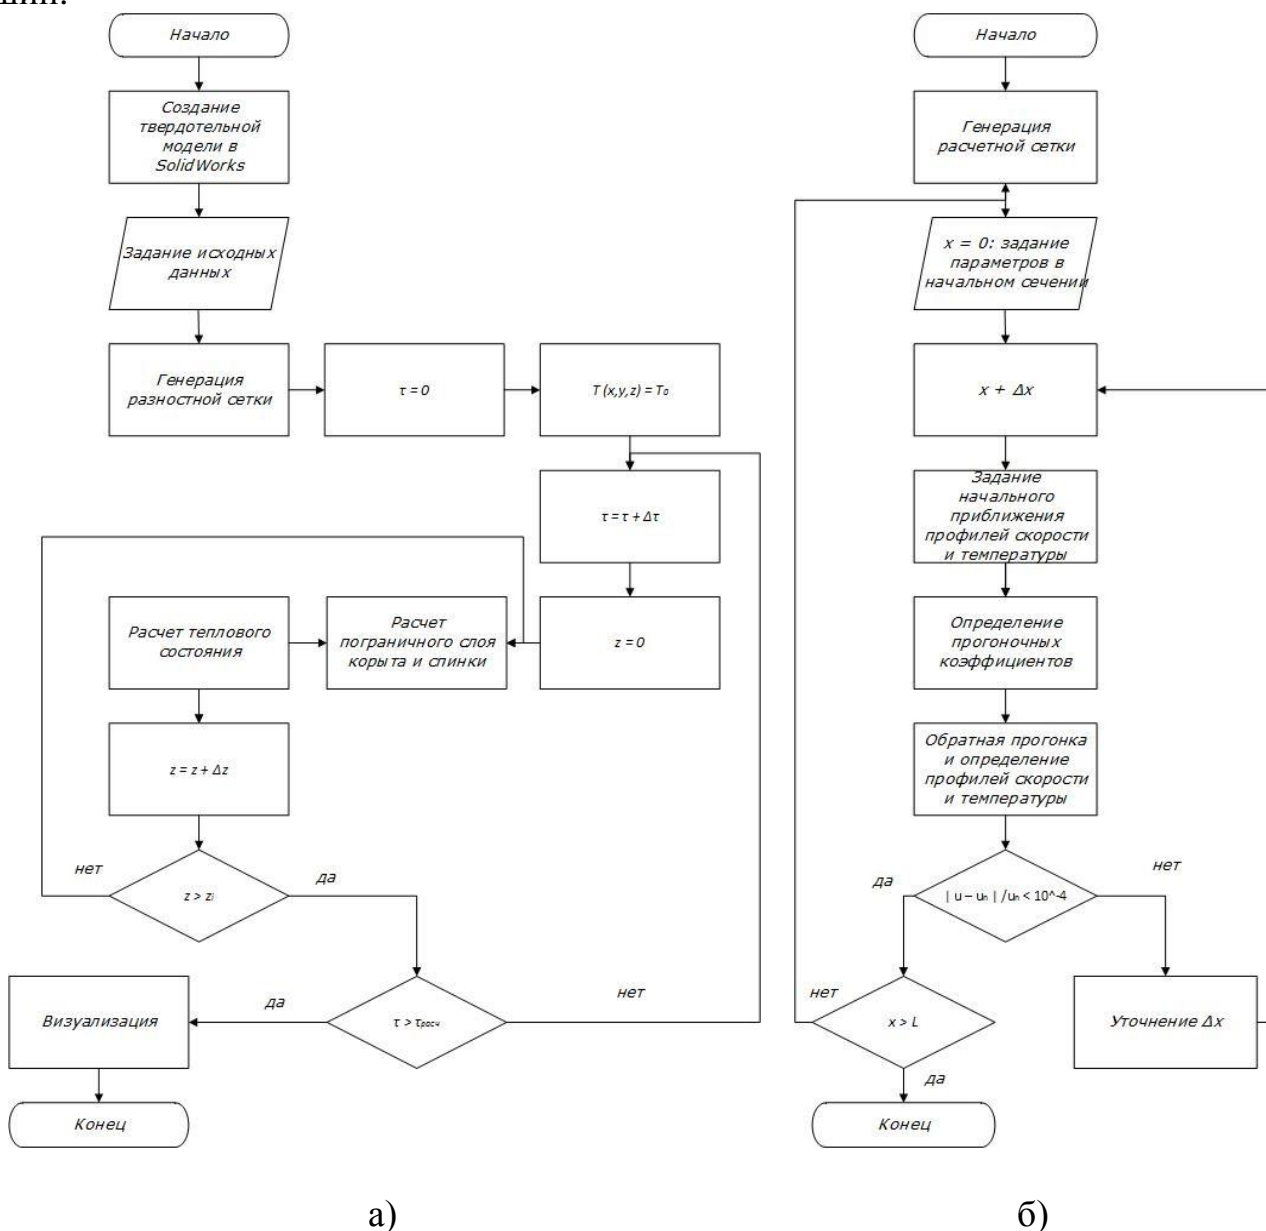 Начало
Создание
твердотельной
модели в
SolidWorks
Задание исходных
данных
Генерация
разностной сетки
τ = 0
T (x,y,z) = T₀
τ = τ + Δτ
z = 0
Расчет
пограничного слоя
корыта и спинки
Расчет теплового
состояния
z = z + Δz
нет
да
z > zᵢ
да
нет
τ > τрасч
Визуализация
Конец
а)
Начало
Генерация
расчетной сетки
x = 0: задание
параметров в
начальном сечении
x + Δx
Задание
начального
приближения
профилей скорости
и температуры
Определение
прогоночных
коэффициентов
Обратная прогонка
и определение
профилей скорости
и температуры
да
нет
| u – uₙ | /uₙ < 10^-4
нет
x > L
да
Уточнение Δx
Конец
б)